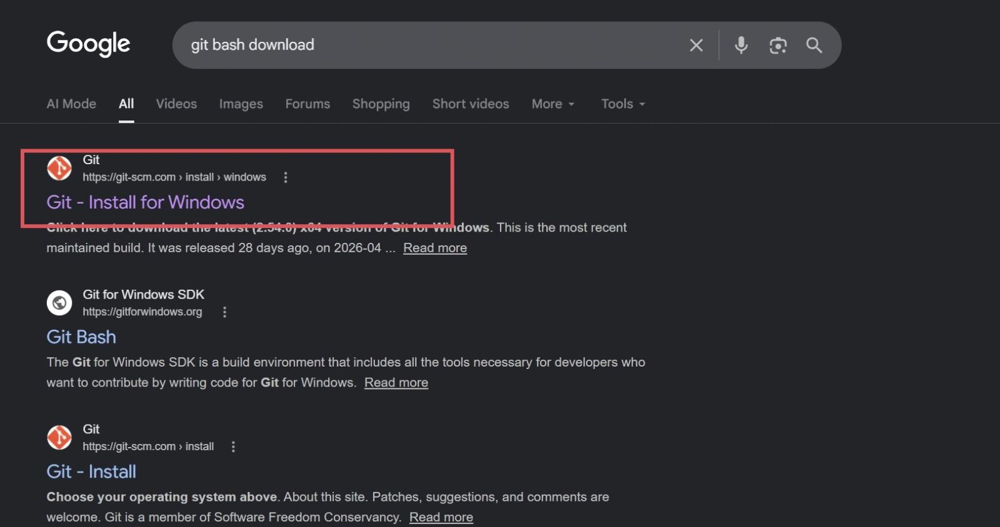 Google
git bash download
AI Mode All Videos Images Forums Shopping Short videos More Tools
Git
https://git-scm.com › install › windows
Git - Install for Windows
Click here to download the latest (2.54.0) x64 version of Git for Windows. This is the most recent
maintained build. It was released 28 days ago, on 2026-04 ... Read more
Git for Windows SDK
https://gitforwindows.org
Git Bash
The Git for Windows SDK is a build environment that includes all the tools necessary for developers who
want to contribute by writing code for Git for Windows. Read more
Git
https://git-scm.com › install
Git - Install
Choose your operating system above. About this site. Patches, suggestions, and comments are
welcome. Git is a member of Software Freedom Conservancy. Read more